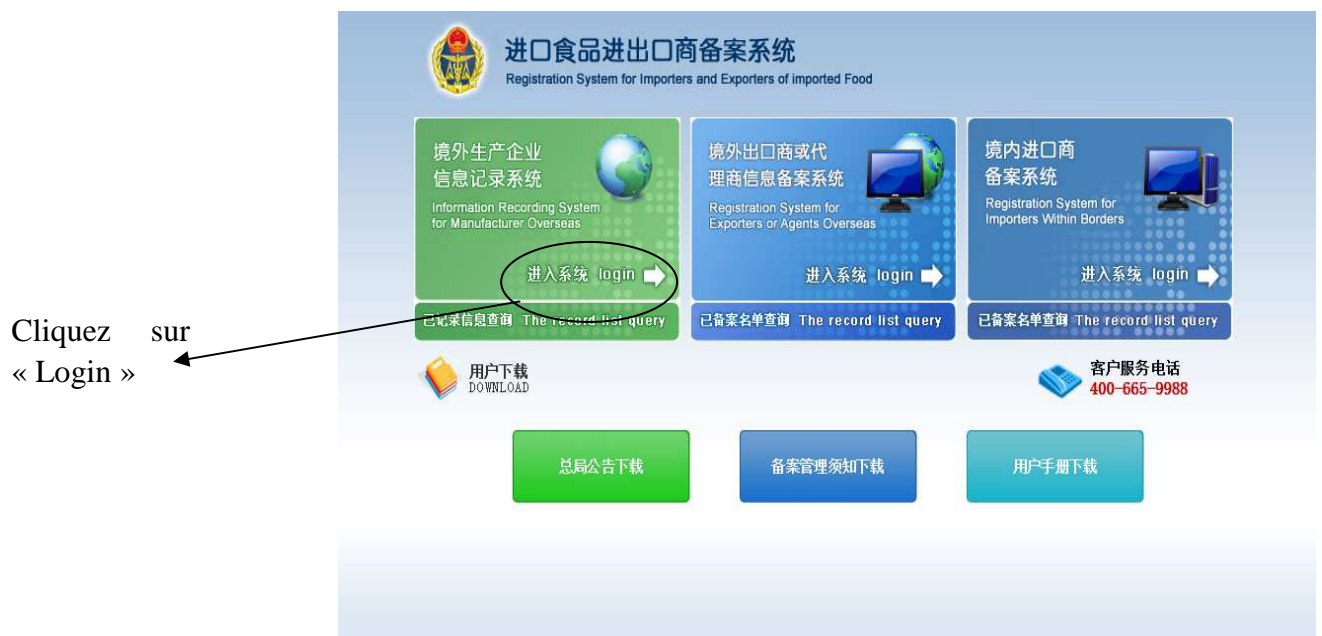 进口食品进出口商备案系统
Registration System for Importers and Exporters of imported Food
境外生产企业
信息记录系统
Information Recording System
for Manufacturer Overseas
进入系统 login
已记录信息查询 The record list query
境外出口商或代
理商信息备案系统
Registration System for
Exporters or Agents Overseas
进入系统 login
已备案名单查询 The record list query
境内进口商
备案系统
Registration System for
Importers Within Borders
进入系统 login
已备案名单查询 The record list query
Cliquez sur
« Login »
用户下载
DOWNLOAD
客户服务电话
400-665-9988
总局公告下载
备案管理须知下载
用户手册下载